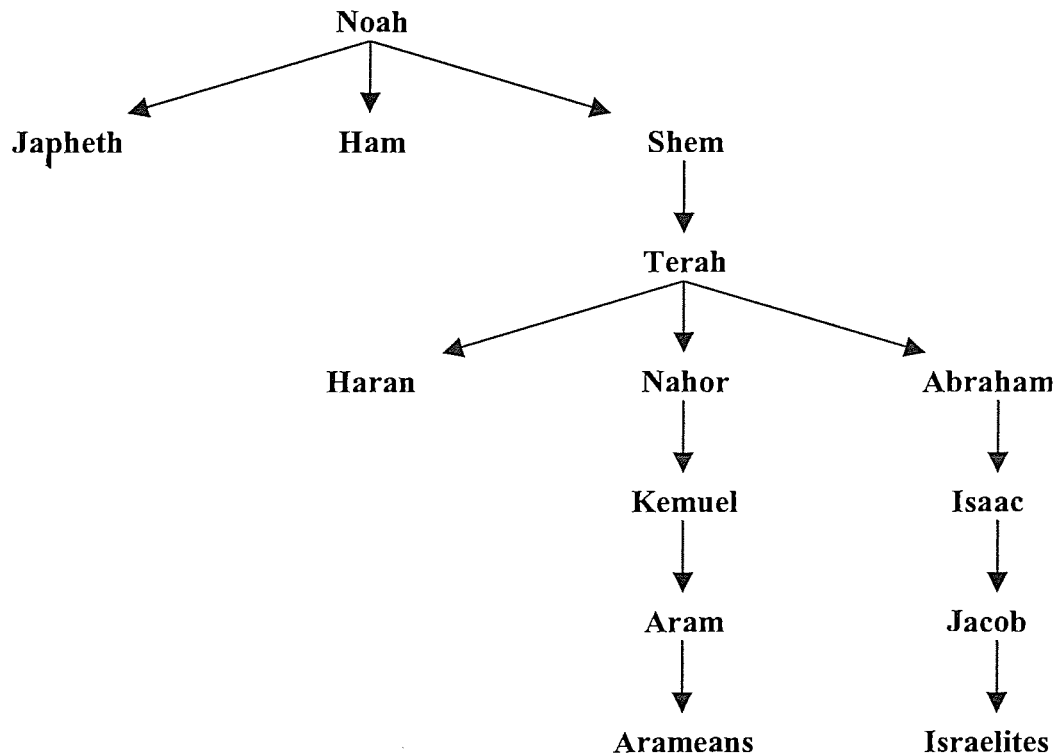 Noah
Japheth Ham Shem
Terah
Haran Nahor Abraham
Kemuel Isaac
Aram Jacob
Arameans Israelites